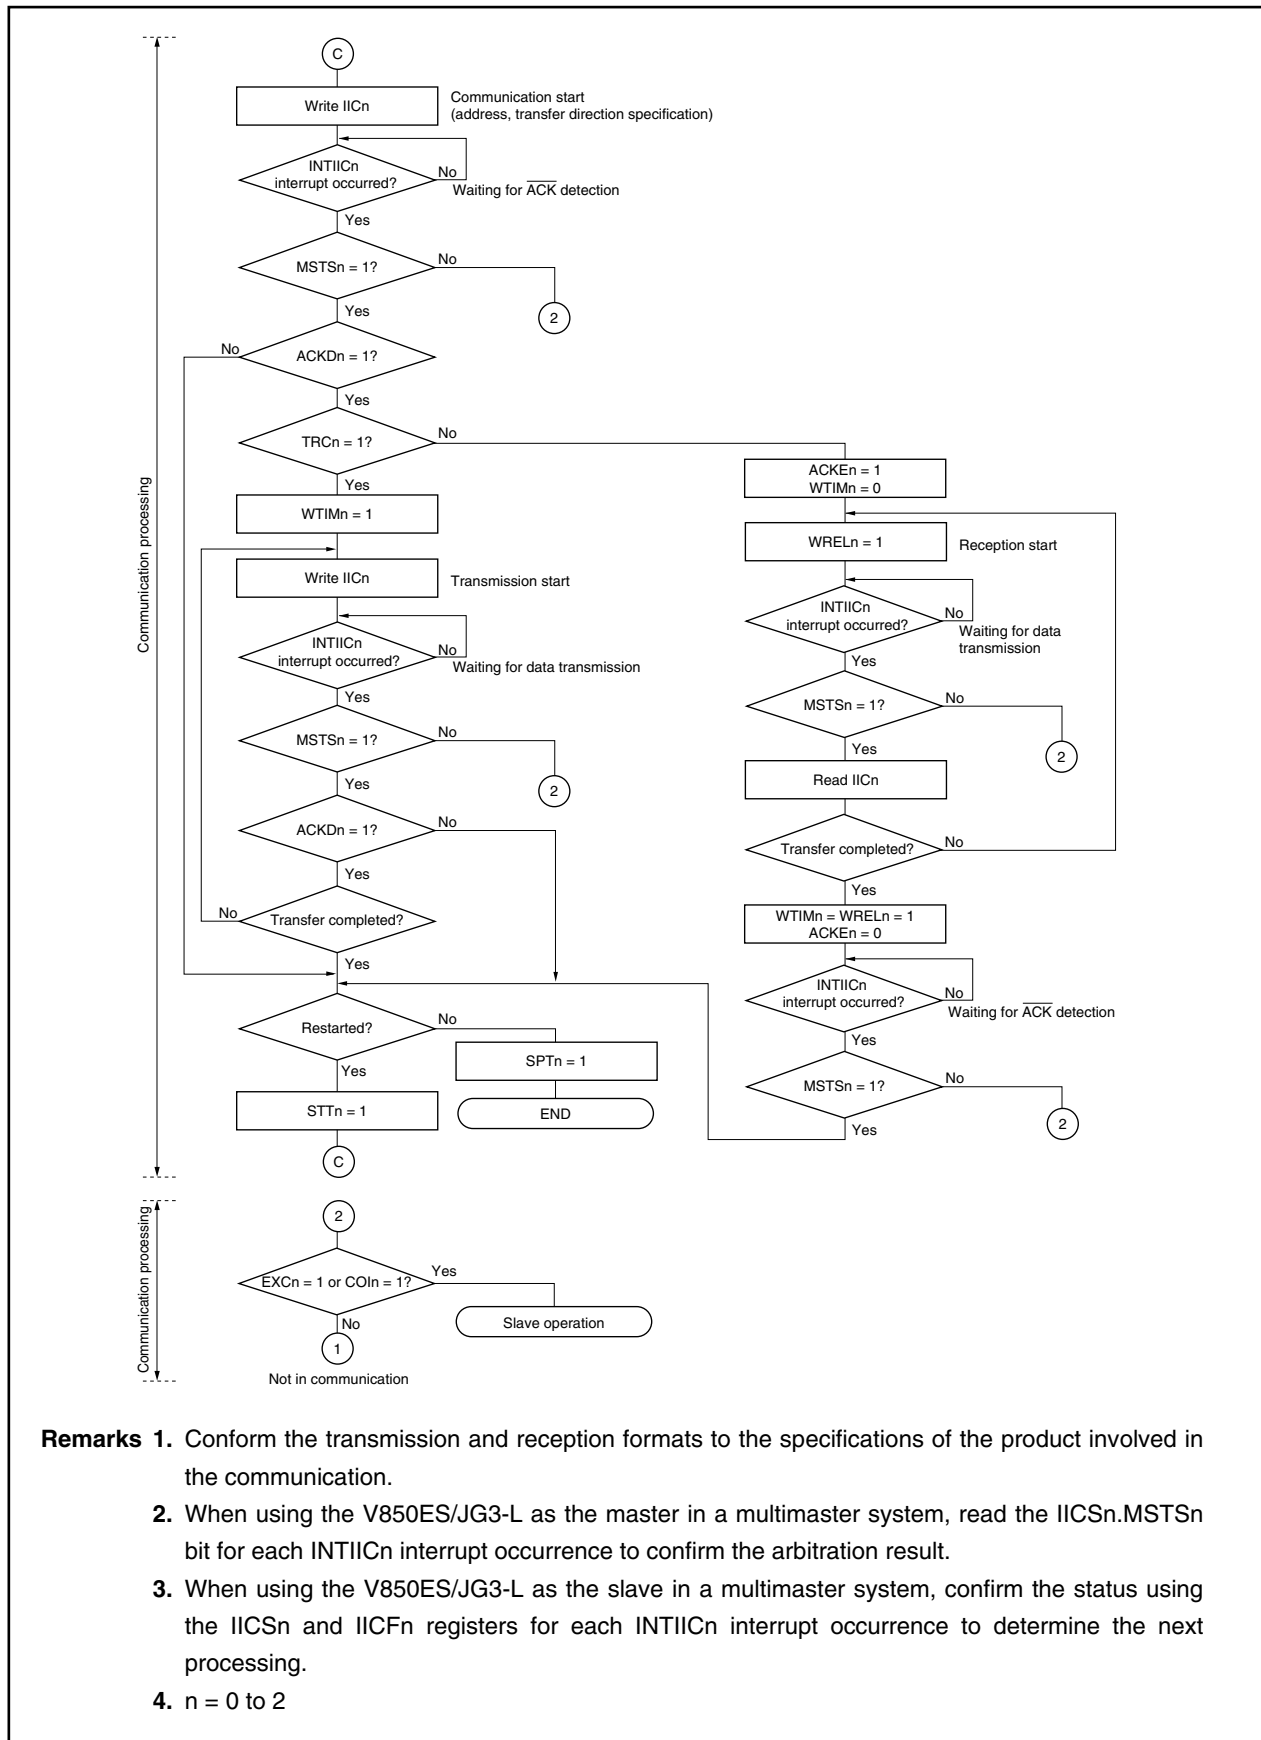 C
Write IICn
Communication start
(address, transfer direction specification)
INTIICn
interrupt occurred?
No
Waiting for ACK detection
Yes
MSTSn = 1?
No
2
Yes
ACKDn = 1?
No
Yes
TRCn = 1?
No
Yes
WTIMn = 1
Write IICn
Transmission start
INTIICn
interrupt occurred?
No
Waiting for data transmission
Yes
MSTSn = 1?
No
2
Yes
ACKDn = 1?
No
Yes
Transfer completed?
No
Yes
Restarted?
No
SPTn = 1
END
Yes
STTn = 1
C
ACKEn = 1
WTIMn = 0
WRELn = 1
Reception start
INTIICn
interrupt occurred?
No
Waiting for data
transmission
Yes
MSTSn = 1?
No
2
Yes
Read IICn
Transfer completed?
No
Yes
WTIMn = WRELn = 1
ACKEn = 0
INTIICn
interrupt occurred?
No
Waiting for ACK detection
Yes
MSTSn = 1?
No
2
Yes
Communication processing
2
EXCn = 1 or COIn = 1?
Yes
Slave operation
No
1
Not in communication
Communication processing
Remarks 1. Conform the transmission and reception formats to the specifications of the product involved in
the communication.
2. When using the V850ES/JG3-L as the master in a multimaster system, read the IICSn.MSTSn
bit for each INTIICn interrupt occurrence to confirm the arbitration result.
3. When using the V850ES/JG3-L as the slave in a multimaster system, confirm the status using
the IICSn and IICFn registers for each INTIICn interrupt occurrence to determine the next
processing.
4. n = 0 to 2